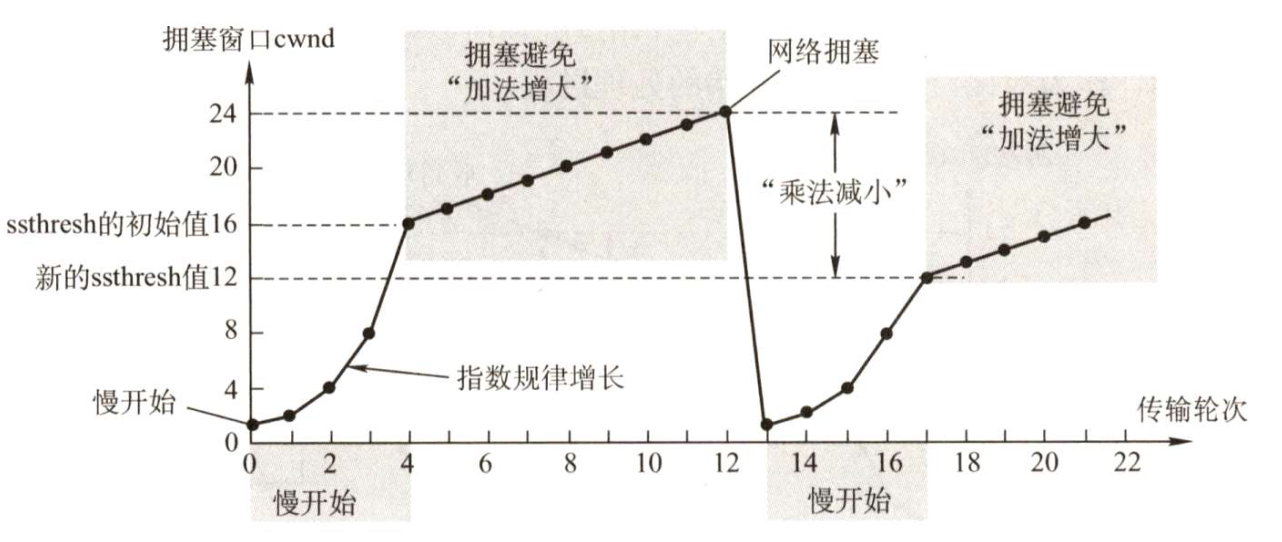 拥塞窗口cwnd
拥塞避免
“加法增大”
网络拥塞
拥塞避免
“加法增大”
24
20
“乘法减小”
ssthresh的初始值16
新的ssthresh值12
8
指数规律增长
4
慢开始
传输轮次
0
0 2 4 6 8 10 12 14 16 18 20 22
慢开始
慢开始